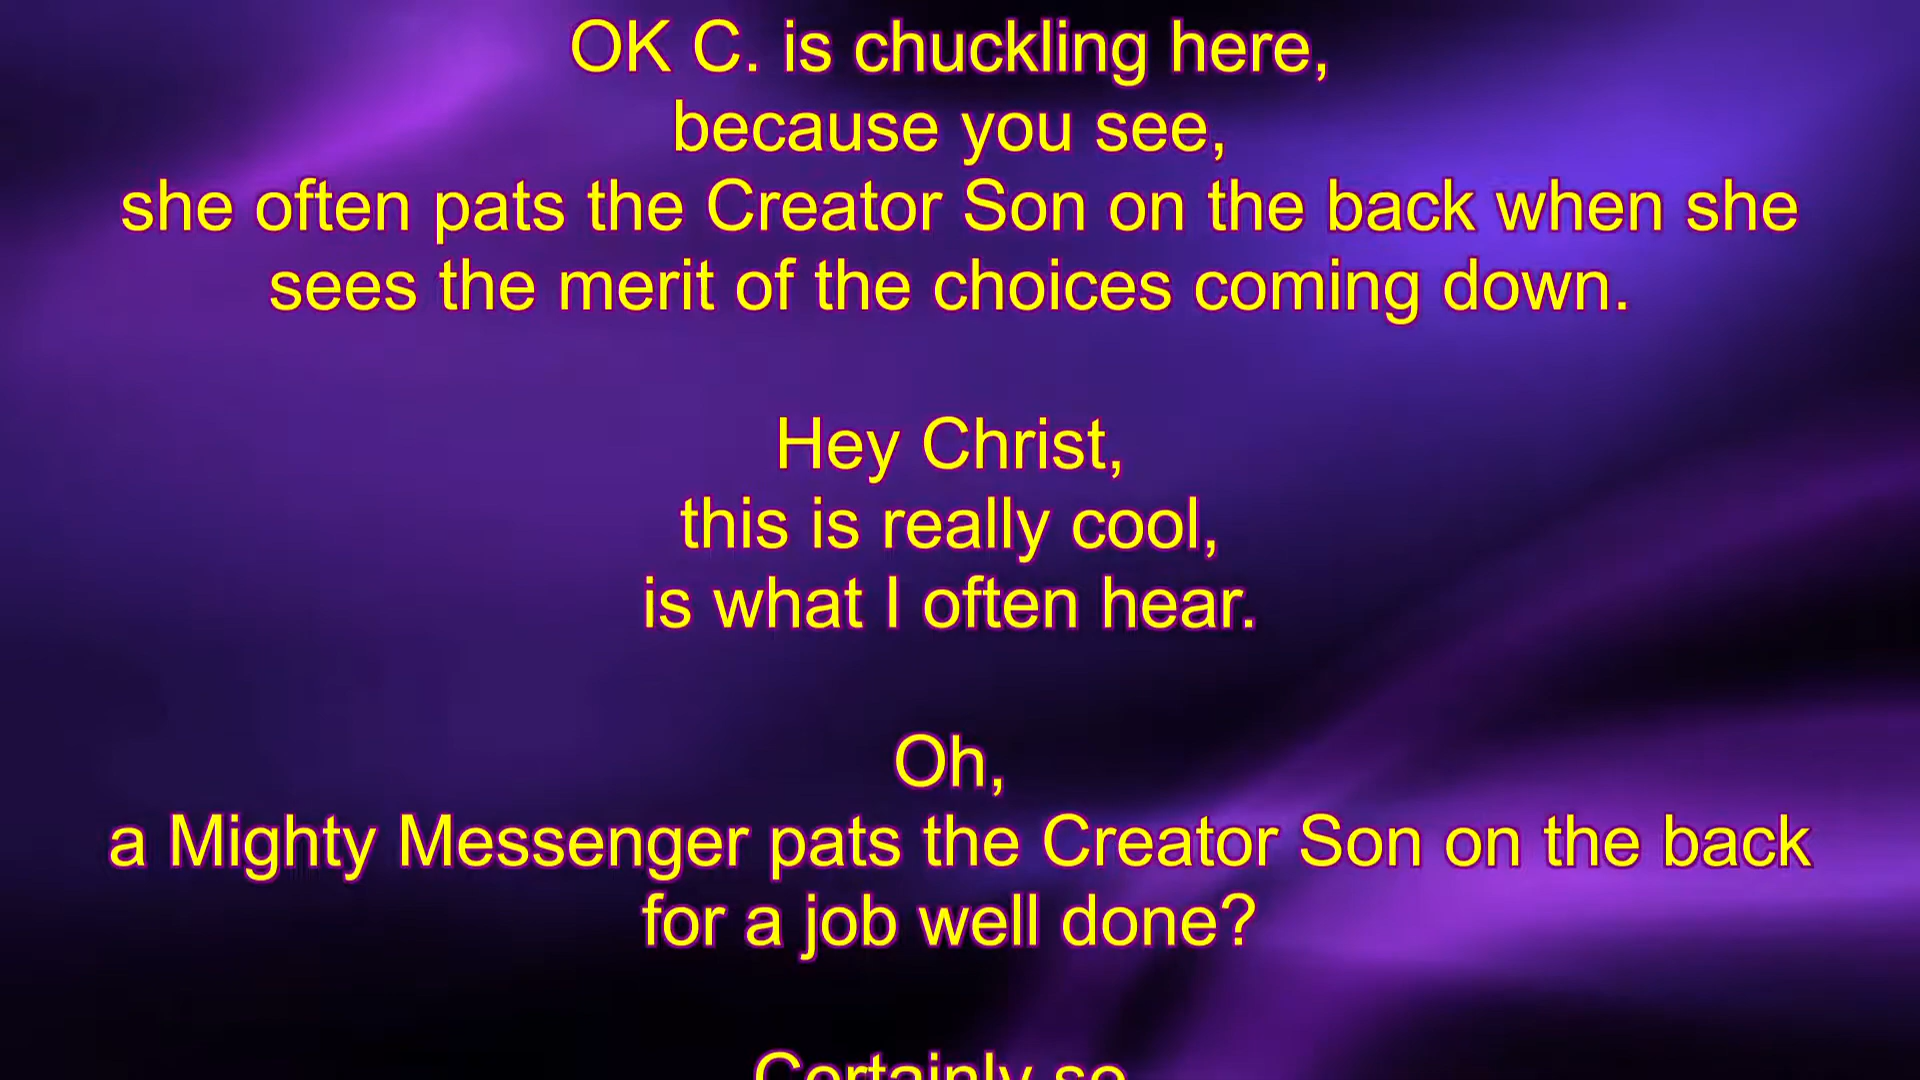 OK C. is chuckling here,
because you see,
she often pats the Creator Son on the back when she
sees the merit of the choices coming down.
Hey Christ,
this is really cool,
is what I often hear.
Oh,
a Mighty Messenger pats the Creator Son on the back
for a job well done?
Certainly so